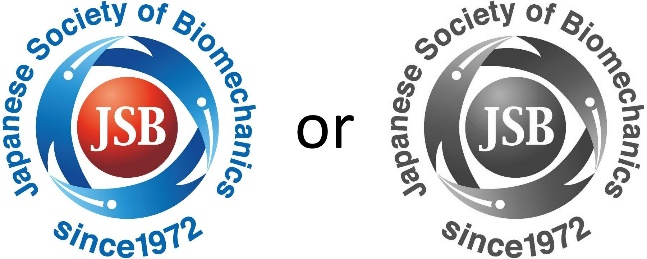 Japanese Society of Biomechanics
JSB
since1972
or
Japanese Society of Biomechanics
JSB
since1972